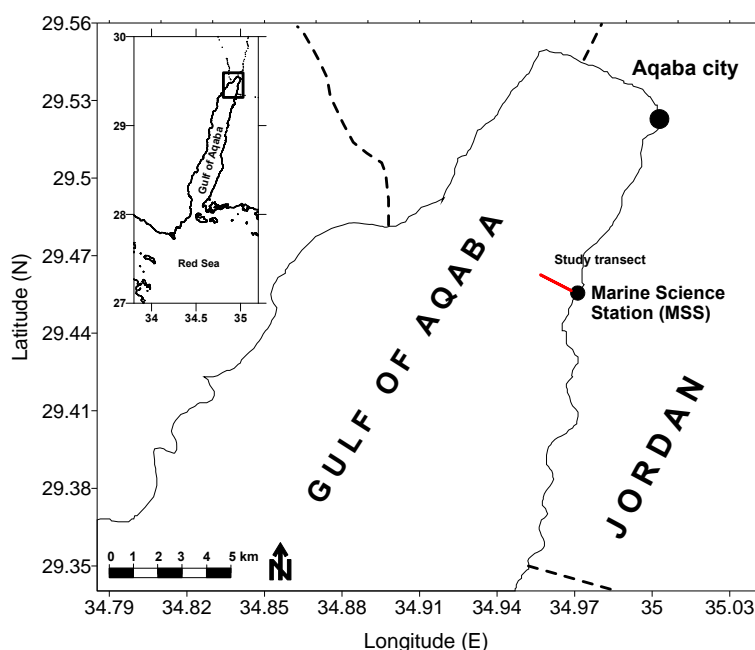 29.56
29.53
29.5
29.47
29.44
29.41
29.38
29.35
Latitude (N)
34.79
34.82
34.85
34.88
34.91
34.94
34.97
35
35.03
Longitude (E)
30
29
28
27
34
34.5
35
Gulf of Aqaba
Red Sea
Aqaba city
Study transect
Marine Science
Station (MSS)
GULF OF AQABA
JORDAN
0 1 2 3 4 5 km
N